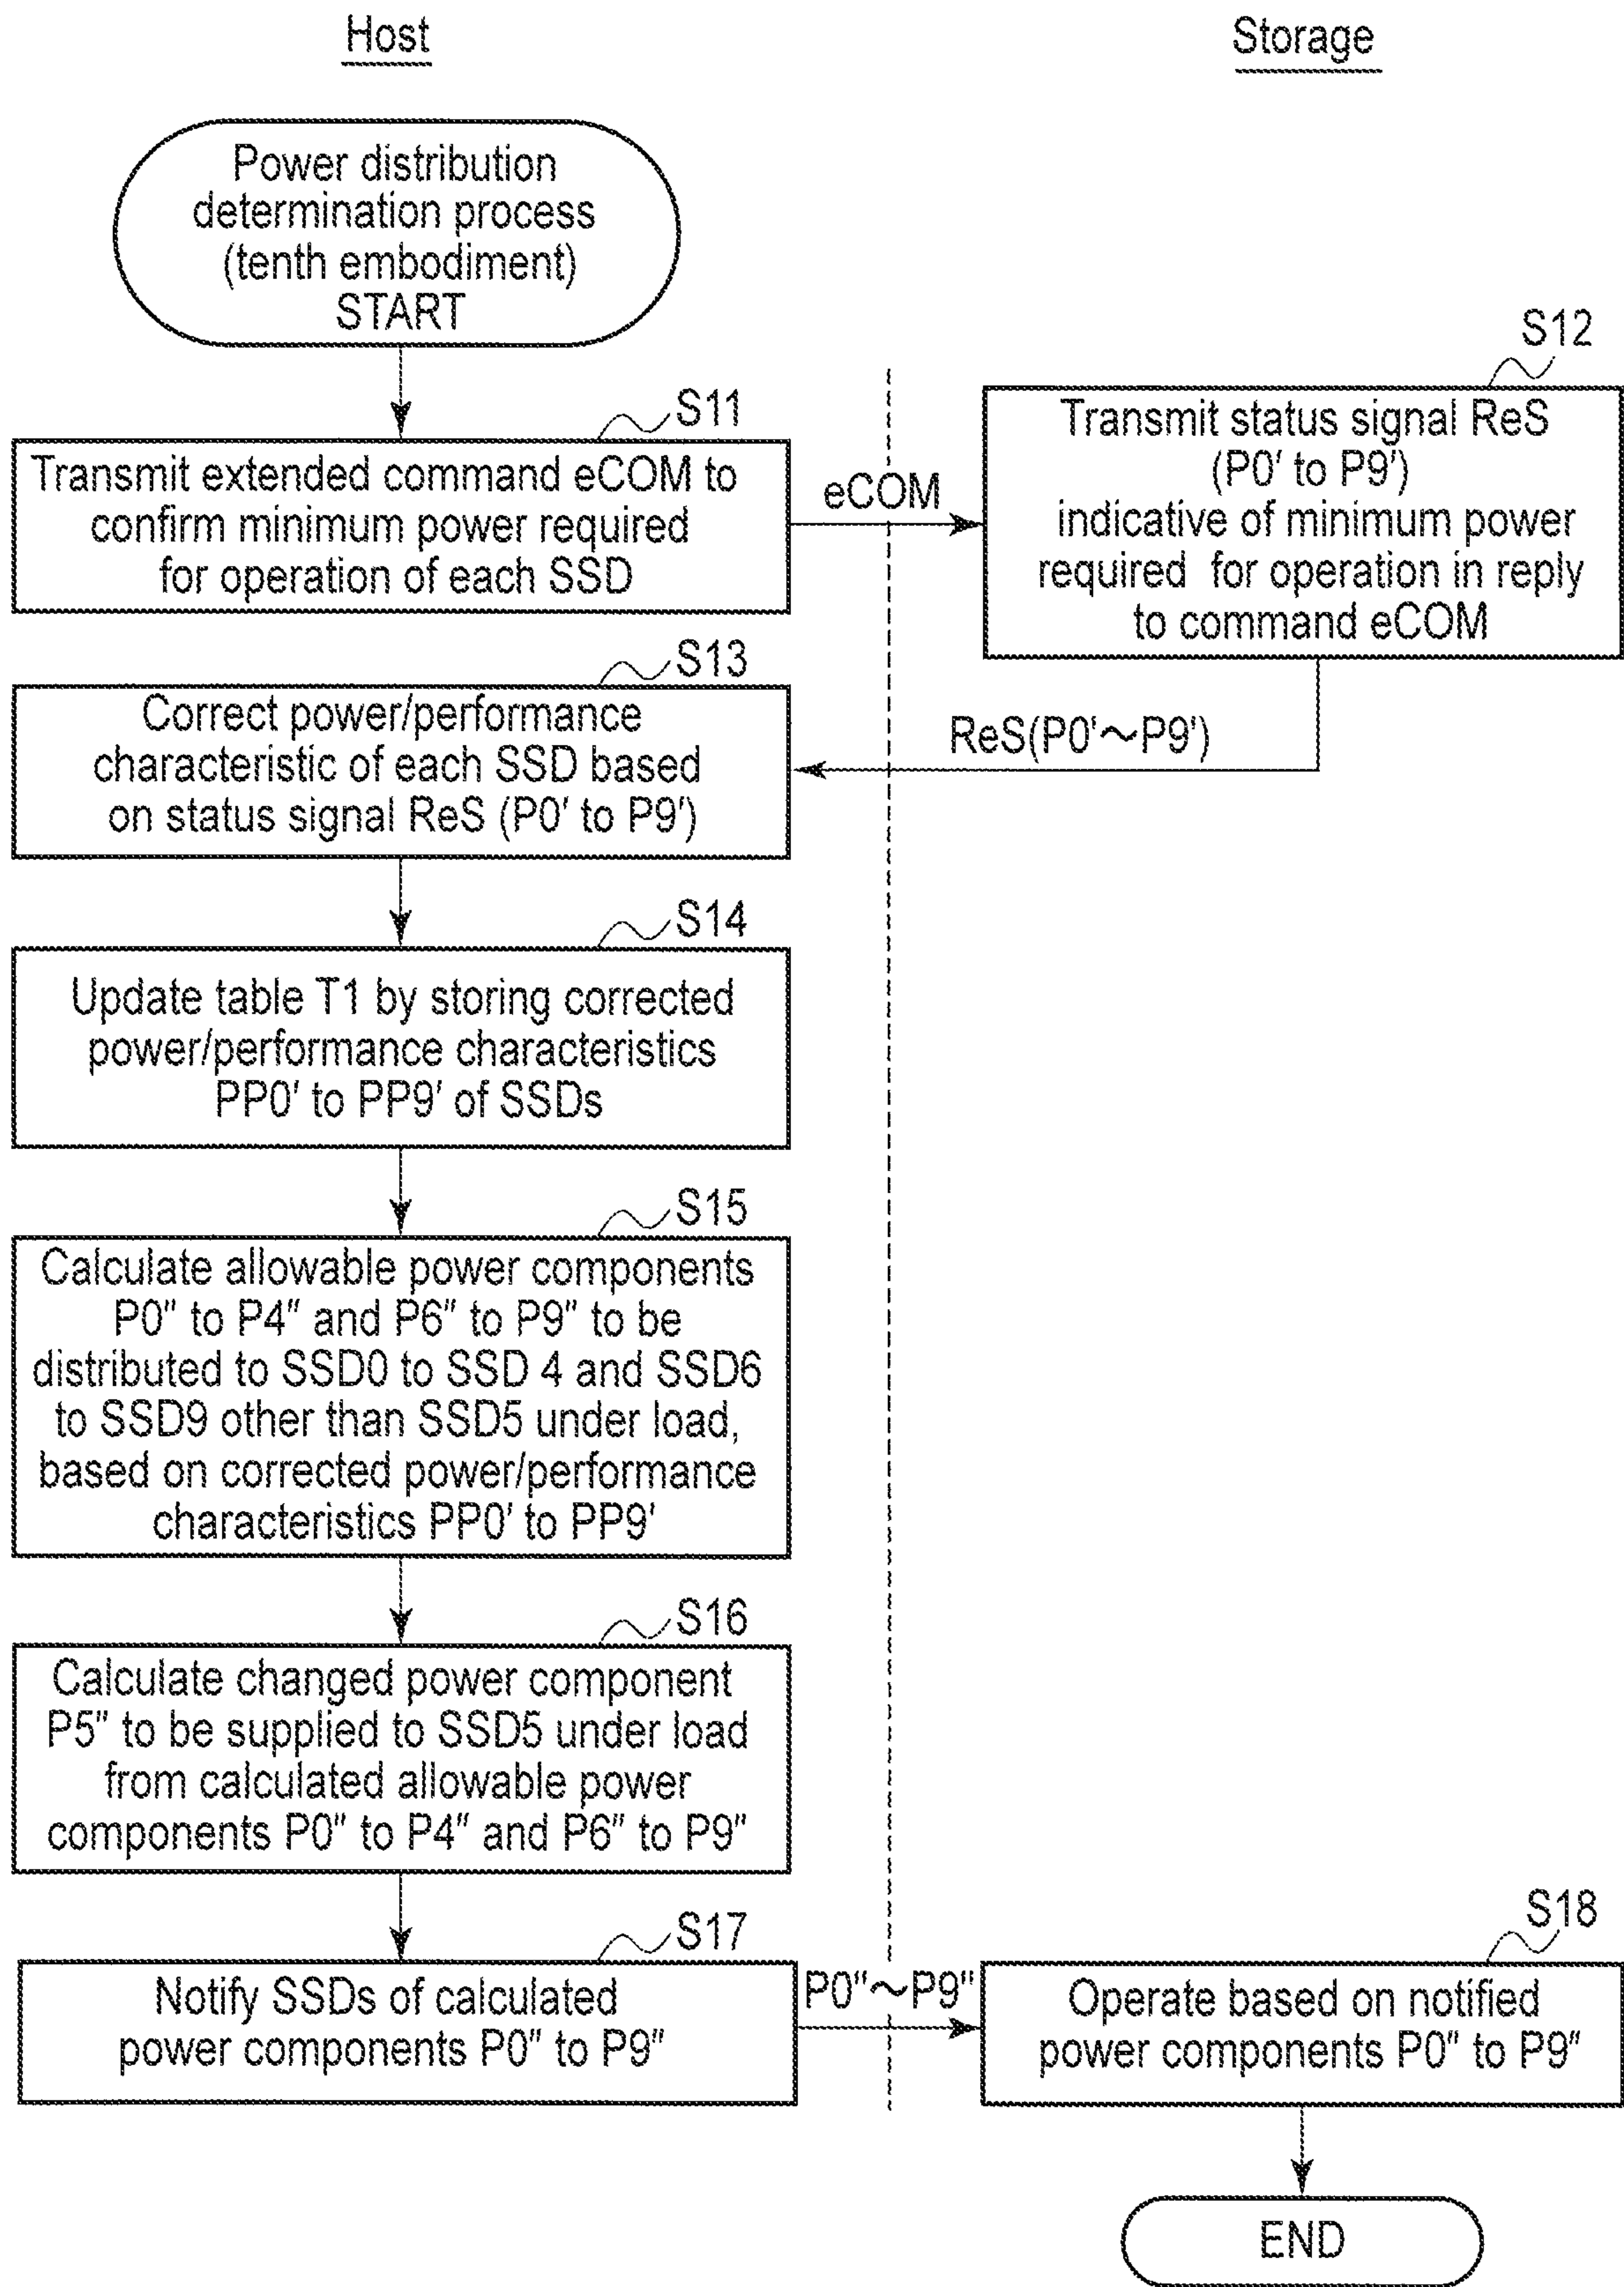 Host
Storage
Power distribution
determination process
(tenth embodiment)
START
S11
Transmit extended command eCOM to
confirm minimum power required
for operation of each SSD
eCOM
S12
Transmit status signal ReS
(P0′ to P9′)
indicative of minimum power
required for operation in reply
to command eCOM
ReS(P0′～P9′)
S13
Correct power/performance
characteristic of each SSD based
on status signal ReS (P0′ to P9′)
S14
Update table T1 by storing corrected
power/performance characteristics
PP0′ to PP9′ of SSDs
S15
Calculate allowable power components
P0″ to P4″ and P6″ to P9″ to be
distributed to SSD0 to SSD 4 and SSD6
to SSD9 other than SSD5 under load,
based on corrected power/performance
characteristics PP0′ to PP9′
S16
Calculate changed power component
P5″ to be supplied to SSD5 under load
from calculated allowable power
components P0″ to P4″ and P6″ to P9″
S17
Notify SSDs of calculated
power components P0″ to P9″
P0″～P9″
S18
Operate based on notified
power components P0″ to P9″
END